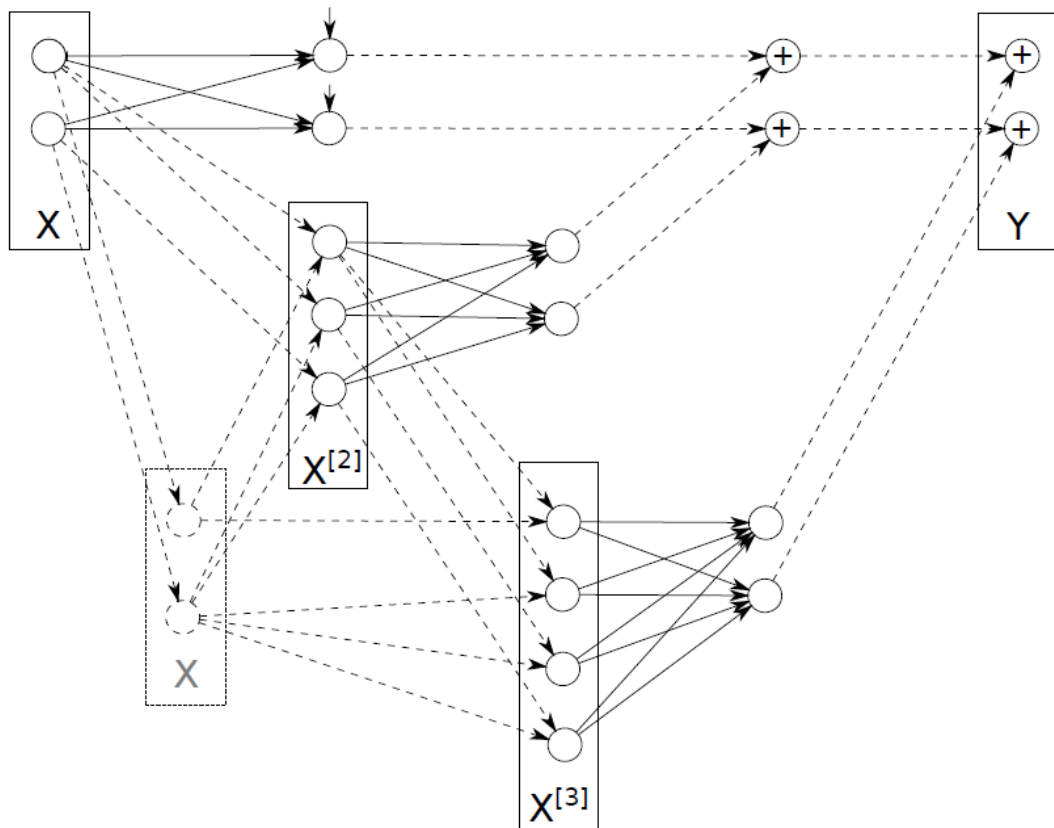 + +
+ +
X
Y
X^[2]
X
X^[3]